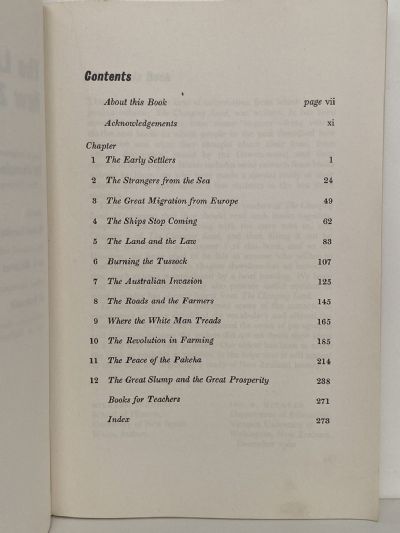 Contents
About this Book page vii
Acknowledgements xi
Chapter
1 The Early Settlers 1
2 The Strangers from the Sea 24
3 The Great Migration from Europe 49
4 The Ships Stop Coming 62
5 The Land and the Law 83
6 Burning the Tussock 107
7 The Australian Invasion 125
8 The Roads and the Farmers 145
9 Where the White Man Treads 165
10 The Revolution in Farming 185
11 The Peace of the Pakeha 214
12 The Great Slump and the Great Prosperity 238
Books for Teachers 271
Index 273